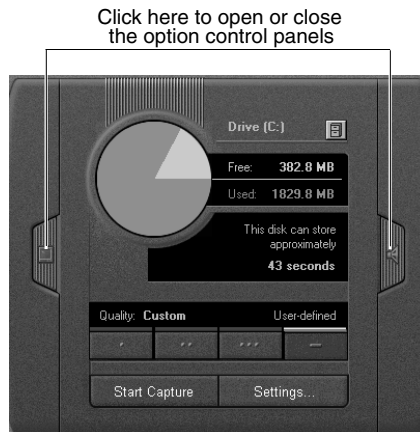 Click here to open or close
the option control panels
Drive (C:)
Free: 382.8 MB
Used: 1829.8 MB
This disk can store
approximately
43 seconds
Quality: Custom User-defined
Start Capture Settings...